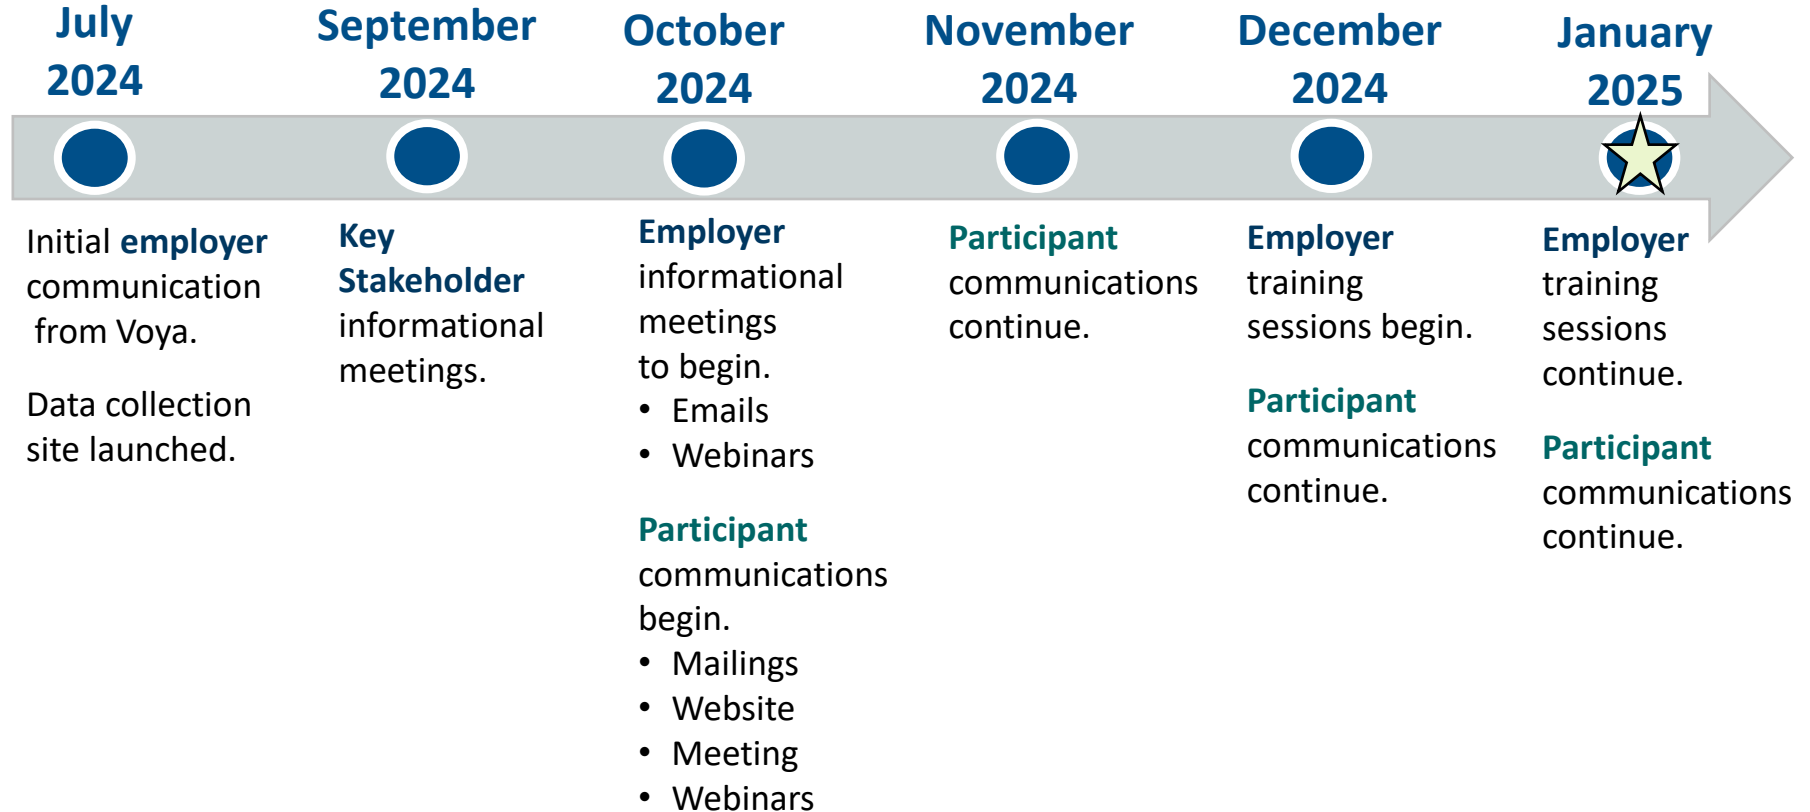 July
2024
September
2024
October
2024
November
2024
December
2024
January
2025
Initial employer
communication
from Voya.
Data collection
site launched.
Key
Stakeholder
informational
meetings.
Employer
informational
meetings
to begin.
• Emails
• Webinars
Participant
communications
begin.
• Mailings
• Website
• Meeting
• Webinars
Participant
communications
continue.
Employer
training
sessions begin.
Participant
communications
continue.
Employer
training
sessions
continue.
Participant
communications
continue.